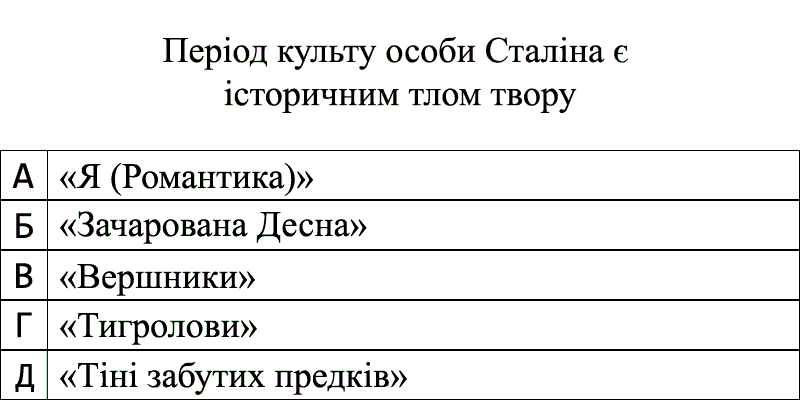 Період культу особи Сталіна є
історичним тлом твору
А «Я (Романтика)»
Б «Зачарована Десна»
В «Вершники»
Г «Тигролови»
Д «Тіні забутих предків»